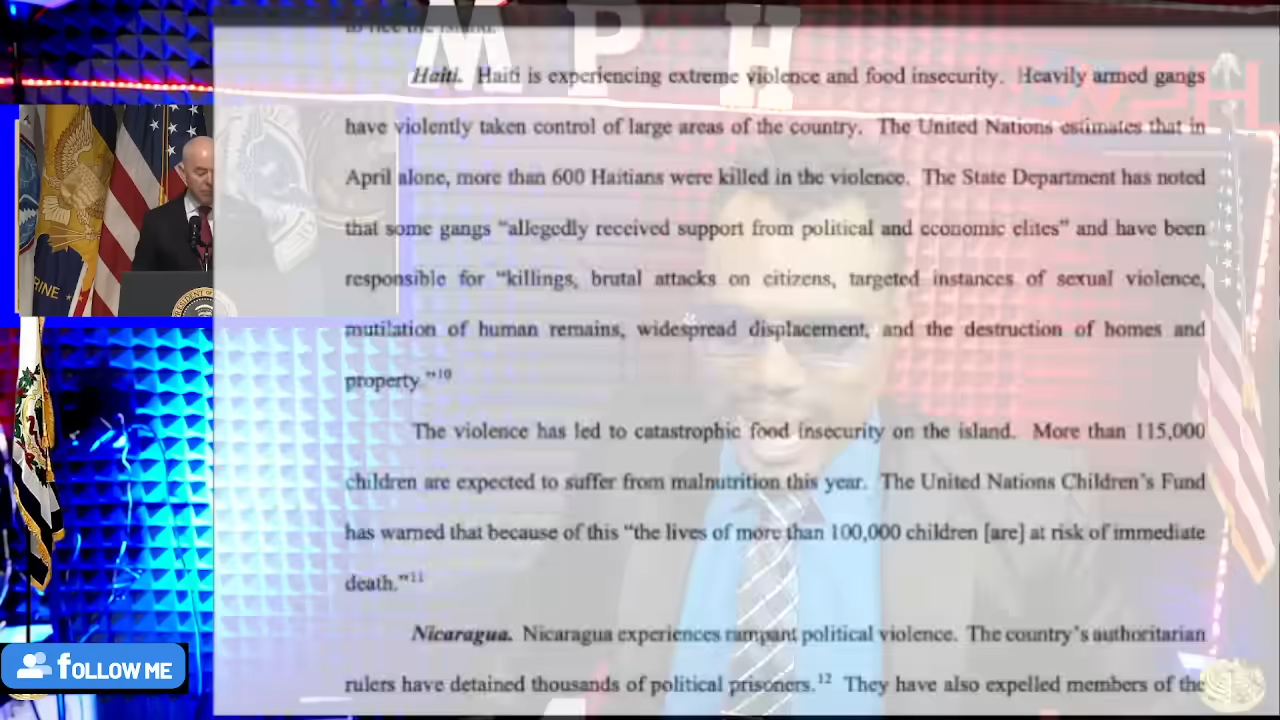 MPH
to flee the island.
Haiti. Haiti is experiencing extreme violence and food insecurity. Heavily armed gangs
have violently taken control of large areas of the country. The United Nations estimates that in
April alone, more than 600 Haitians were killed in the violence. The State Department has noted
that some gangs “allegedly received support from political and economic elites” and have been
responsible for “killings, brutal attacks on citizens, targeted instances of sexual violence,
mutilation of human remains, widespread displacement, and the destruction of homes and
property.”10
The violence has led to catastrophic food insecurity on the island. More than 115,000
children are expected to suffer from malnutrition this year. The United Nations Children’s Fund
has warned that because of this “the lives of more than 100,000 children [are] at risk of immediate
death.”11
Nicaragua. Nicaragua experiences rampant political violence. The country’s authoritarian
rulers have detained thousands of political prisoners.12 They have also expelled members of the
RINE
FOLLOW ME